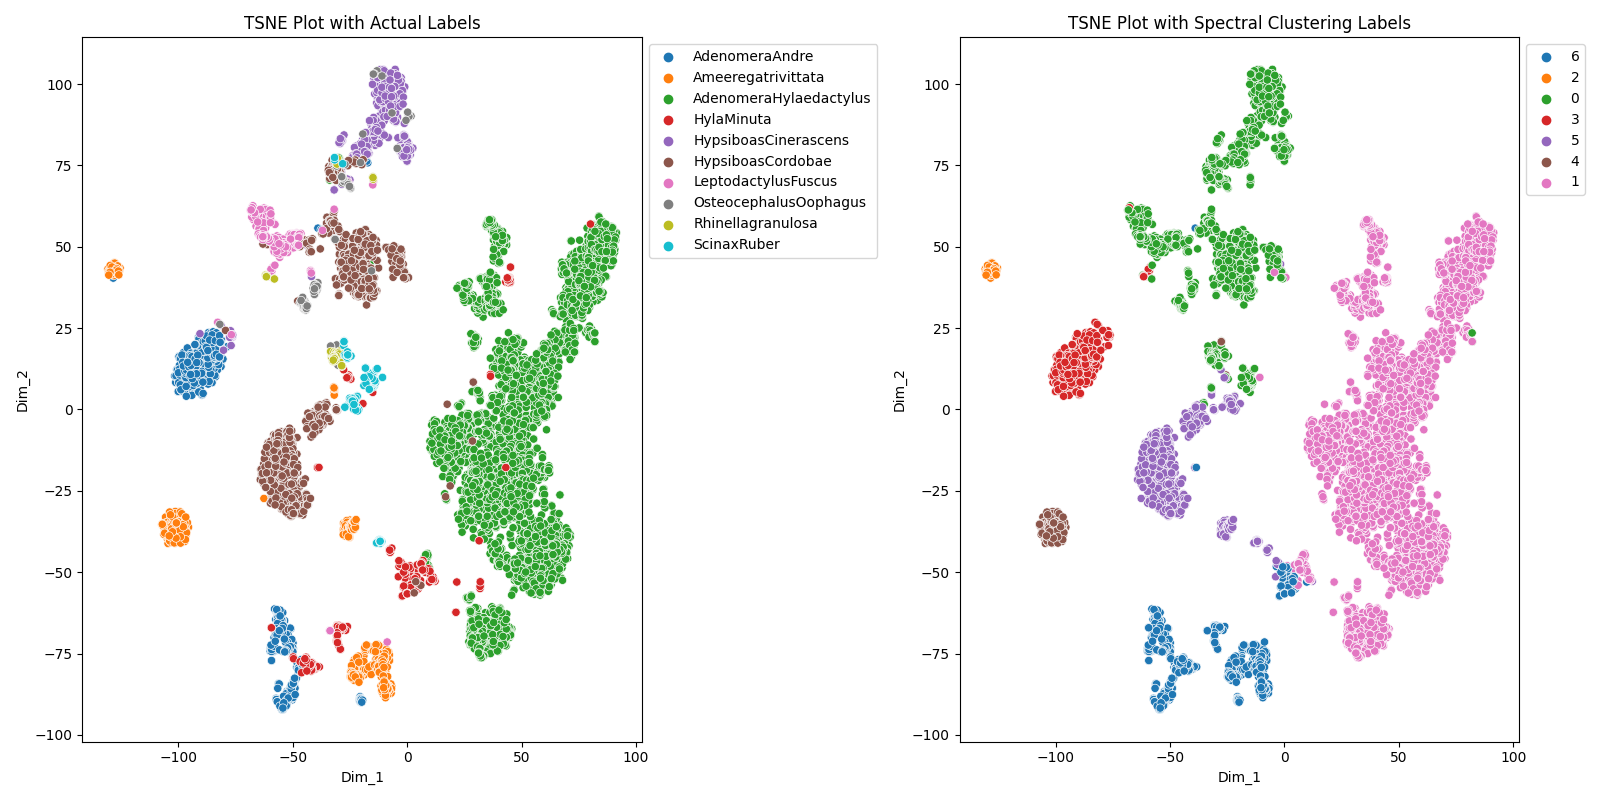 TSNE Plot with Actual Labels
100
75
50
25
0
−25
−50
−75
−100
Dim_2
−100
−50
0
50
100
Dim_1
AdenomeraAndre
Ameeregatrivittata
AdenomeraHylaedactylus
HylaMinuta
HypsiboasCinerascens
HypsiboasCordobae
LeptodactylusFuscus
OsteocephalusOophagus
Rhinellagranulosa
ScinaxRuber
TSNE Plot with Spectral Clustering Labels
100
75
50
25
0
−25
−50
−75
−100
Dim_2
−100
−50
0
50
100
Dim_1
6
2
0
3
5
4
1